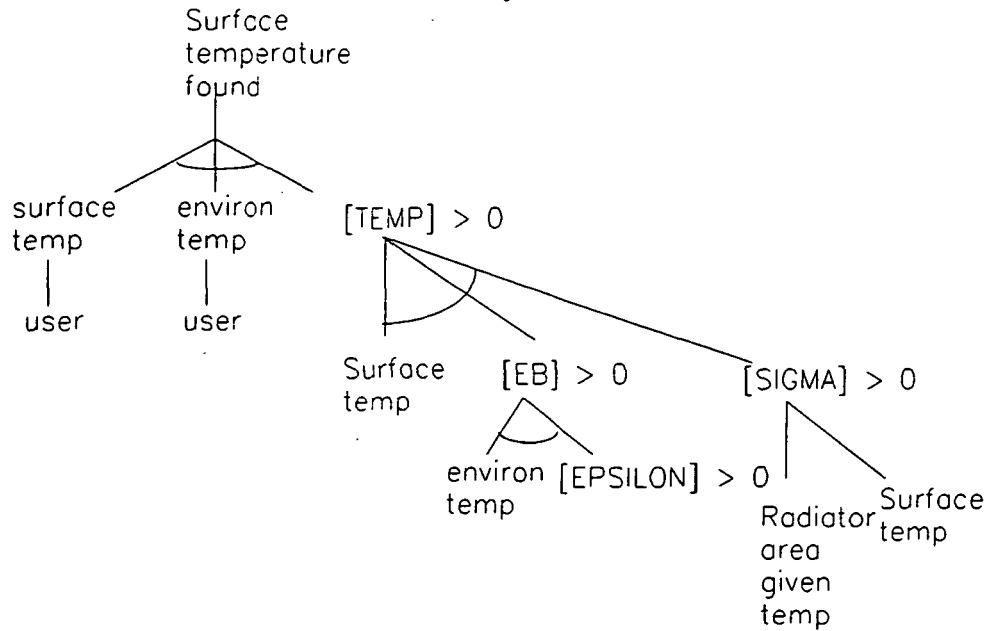 Surface
temperature
found
surface
temp
environ
temp
[TEMP] > 0
user
user
Surface
temp
[EB] > 0
[SIGMA] > 0
environ
temp
[EPSILON] > 0
Radiator
area
given
temp
Surface
temp